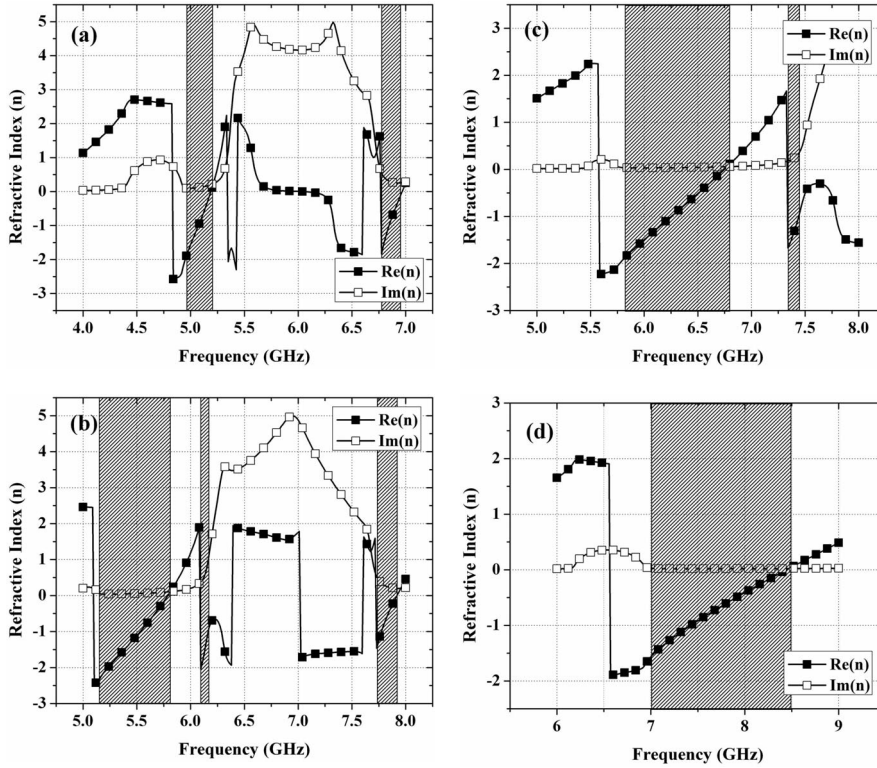 (a)
Refractive Index (n)
5
4
3
2
1
0
-1
-2
-3
4.0 4.5 5.0 5.5 6.0 6.5 7.0
Frequency (GHz)
Re(n)
Im(n)
(c)
Refractive Index (n)
3
2
1
0
-1
-2
-3
5.0 5.5 6.0 6.5 7.0 7.5 8.0
Frequency (GHz)
Re(n)
Im(n)
(b)
Refractive Index (n)
5
4
3
2
1
0
-1
-2
-3
5.0 5.5 6.0 6.5 7.0 7.5 8.0
Frequency (GHz)
Re(n)
Im(n)
(d)
Refractive Index (n)
3
2
1
0
-1
-2
6 7 8 9
Frequency (GHz)
Re(n)
Im(n)